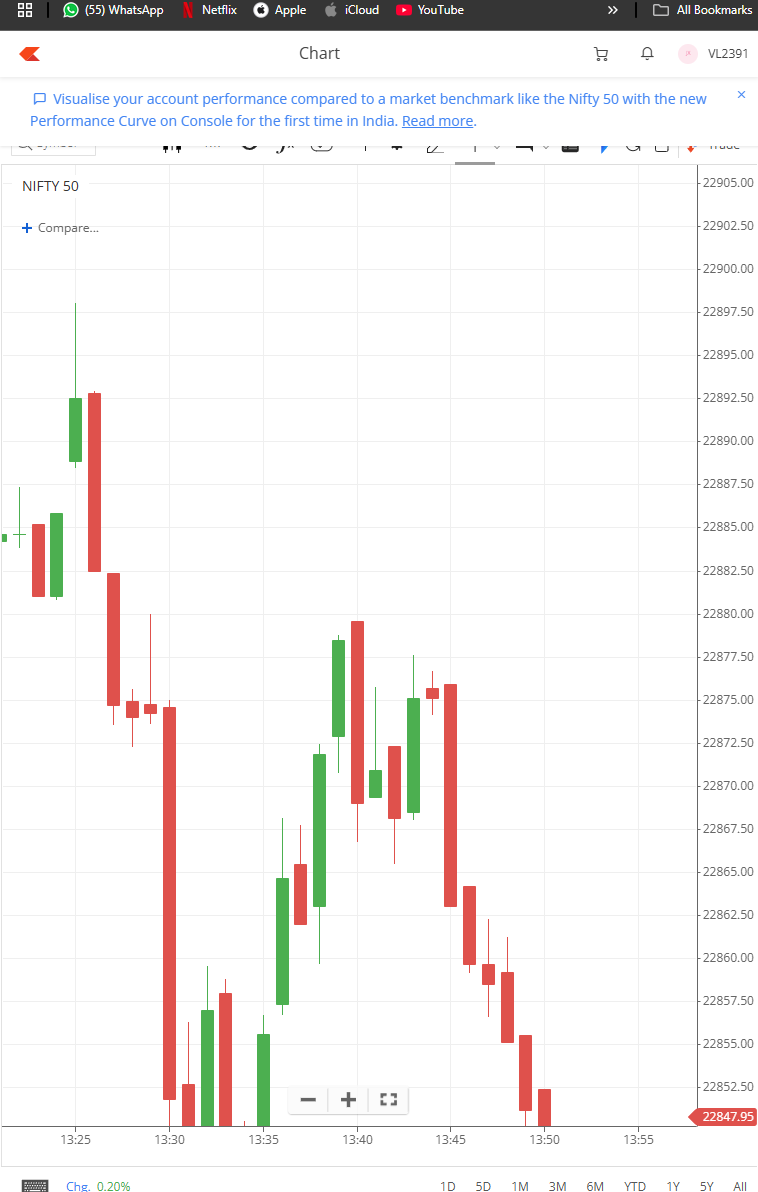 (55) WhatsApp Netflix Apple iCloud YouTube » All Bookmarks
Chart VL2391
Visualise your account performance compared to a market benchmark like the Nifty 50 with the new
Performance Curve on Console for the first time in India. Read more.
NIFTY 50
+ Compare...
22905.00
22902.50
22900.00
22897.50
22895.00
22892.50
22890.00
22887.50
22885.00
22882.50
22880.00
22877.50
22875.00
22872.50
22870.00
22867.50
22865.00
22862.50
22860.00
22857.50
22855.00
22852.50
22847.95
13:25 13:30 13:35 13:40 13:45 13:50 13:55
Chg. 0.20% 1D 5D 1M 3M 6M YTD 1Y 5Y All